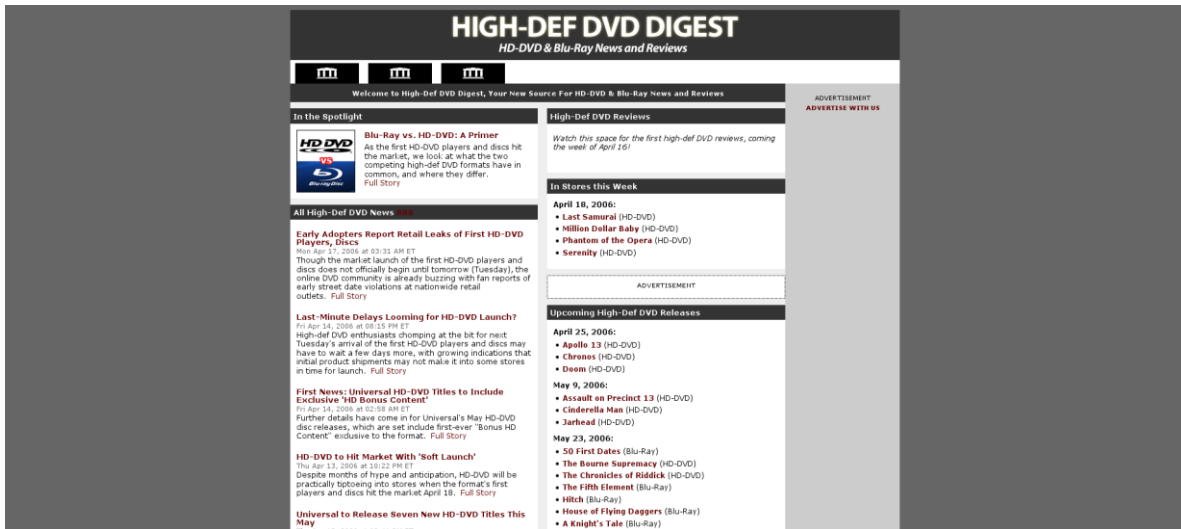 HIGH-DEF DVD DIGEST
HD-DVD & Blu-Ray News and Reviews
Welcome to High-Def DVD Digest, Your New Source For HD-DVD & Blu-Ray News and Reviews
In the Spotlight
HD DVD
VS
Blu-ray Disc
Blu-Ray vs. HD-DVD: A Primer
As the first HD-DVD players and discs hit
the market, we look at what the two
competing high-def DVD formats have in
common, and where they differ.
Full Story
All High-Def DVD News RSS
Early Adopters Report Retail Leaks of First HD-DVD
Players, Discs
Mon Apr 17, 2006 at 03:31 AM ET
Though the market launch of the first HD-DVD players and
discs does not officially begin until tomorrow (Tuesday), the
online DVD community is already buzzing with fan reports of
early street date violations at nationwide retail
outlets. Full Story
Last-Minute Delays Looming for HD-DVD Launch?
Fri Apr 14, 2006 at 08:15 PM ET
High-def DVD enthusiasts chomping at the bit for next
Tuesday's arrival of the first HD-DVD players and discs may
have to wait a few days more, with growing indications that
initial product shipments may not make it into some stores
in time for launch. Full Story
First News: Universal HD-DVD Titles to Include
Exclusive 'HD Bonus Content'
Fri Apr 14, 2006 at 02:58 AM ET
Further details have come in for Universal's May HD-DVD
disc releases, which are set include first-ever "Bonus HD
Content" exclusive to the format. Full Story
HD-DVD to Hit Market With 'Soft Launch'
Thu Apr 13, 2006 at 10:22 PM ET
Despite months of hype and anticipation, HD-DVD will be
practically tiptoeing into stores when the format's first
players and discs hit the market April 18. Full Story
Universal to Release Seven New HD-DVD Titles This
May
High-Def DVD Reviews
Watch this space for the first high-def DVD reviews, coming
the week of April 16!
In Stores this Week
April 18, 2006:
• Last Samurai (HD-DVD)
• Million Dollar Baby (HD-DVD)
• Phantom of the Opera (HD-DVD)
• Serenity (HD-DVD)
ADVERTISEMENT
Upcoming High-Def DVD Releases
April 25, 2006:
• Apollo 13 (HD-DVD)
• Chronos (HD-DVD)
• Doom (HD-DVD)
May 9, 2006:
• Assault on Precinct 13 (HD-DVD)
• Cinderella Man (HD-DVD)
• Jarhead (HD-DVD)
May 23, 2006:
• 50 First Dates (Blu-Ray)
• The Bourne Supremacy (HD-DVD)
• The Chronicles of Riddick (HD-DVD)
• The Fifth Element (Blu-Ray)
• Hitch (Blu-Ray)
• House of Flying Daggers (Blu-Ray)
• A Knight's Tale (Blu-Ray)
ADVERTISEMENT
ADVERTISE WITH US